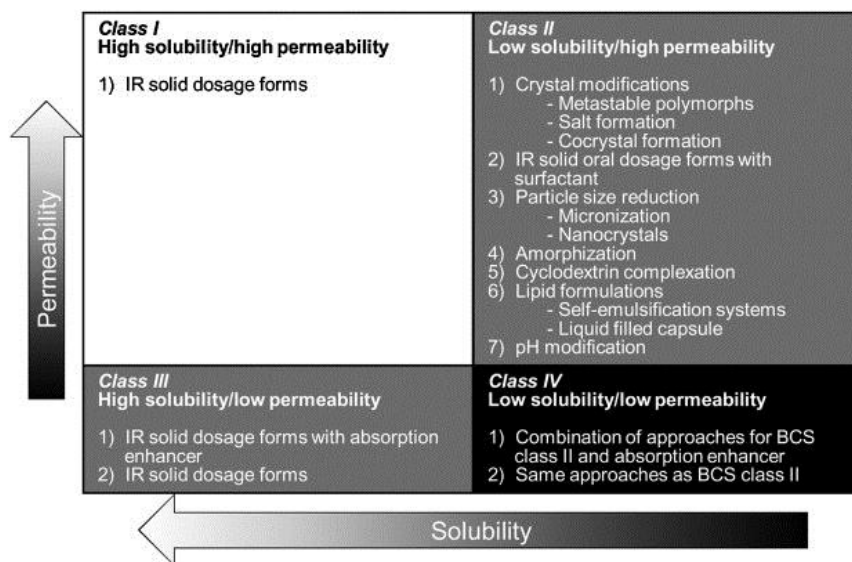 Class I
High solubility/high permeability
1) IR solid dosage forms
Class II
Low solubility/high permeability
1) Crystal modifications
- Metastable polymorphs
- Salt formation
- Cocrystal formation
2) IR solid oral dosage forms with
surfactant
3) Particle size reduction
- Micronization
- Nanocrystals
4) Amorphization
5) Cyclodextrin complexation
6) Lipid formulations
- Self-emulsification systems
- Liquid filled capsule
7) pH modification
Permeability
Class III
High solubility/low permeability
1) IR solid dosage forms with absorption
enhancer
2) IR solid dosage forms
Class IV
Low solubility/low permeability
1) Combination of approaches for BCS
class II and absorption enhancer
2) Same approaches as BCS class II
Solubility